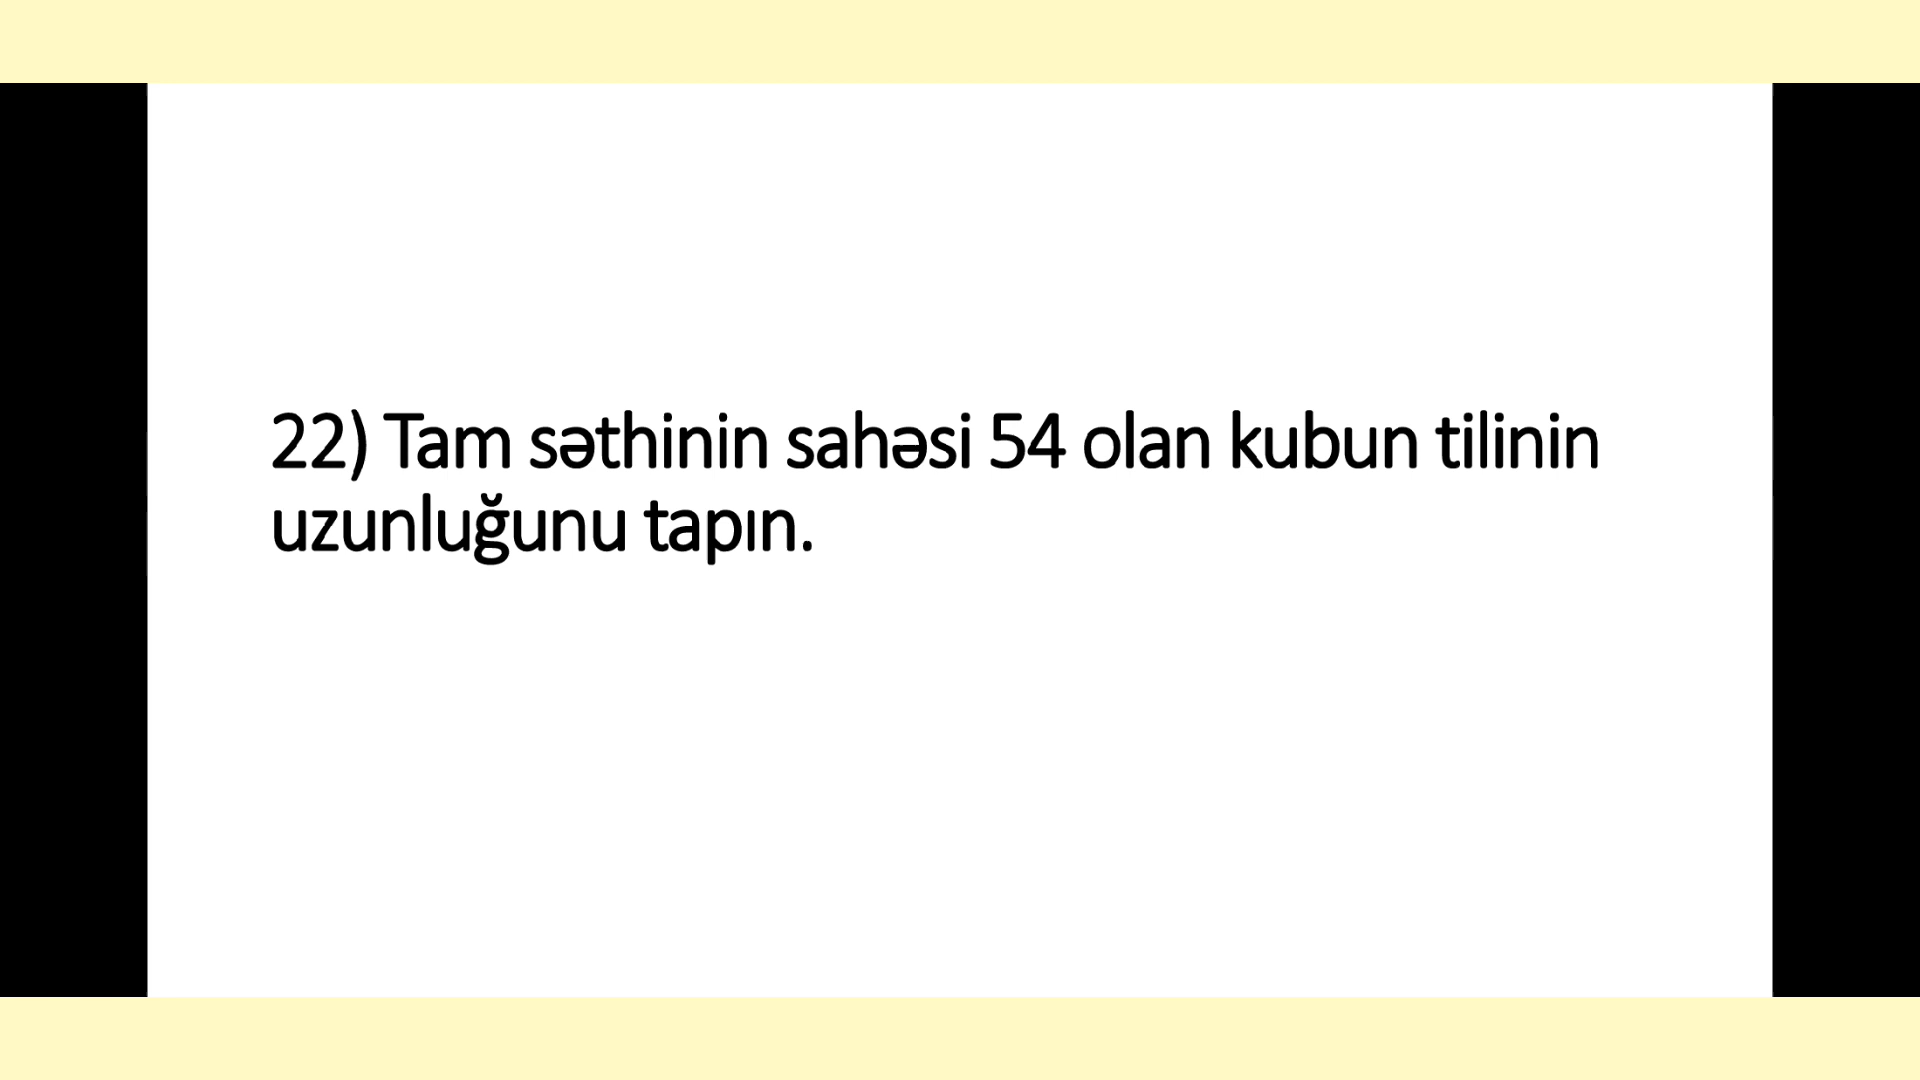 22) Tam səthinin sahəsi 54 olan kubun tilinin
uzunluğunu tapın.